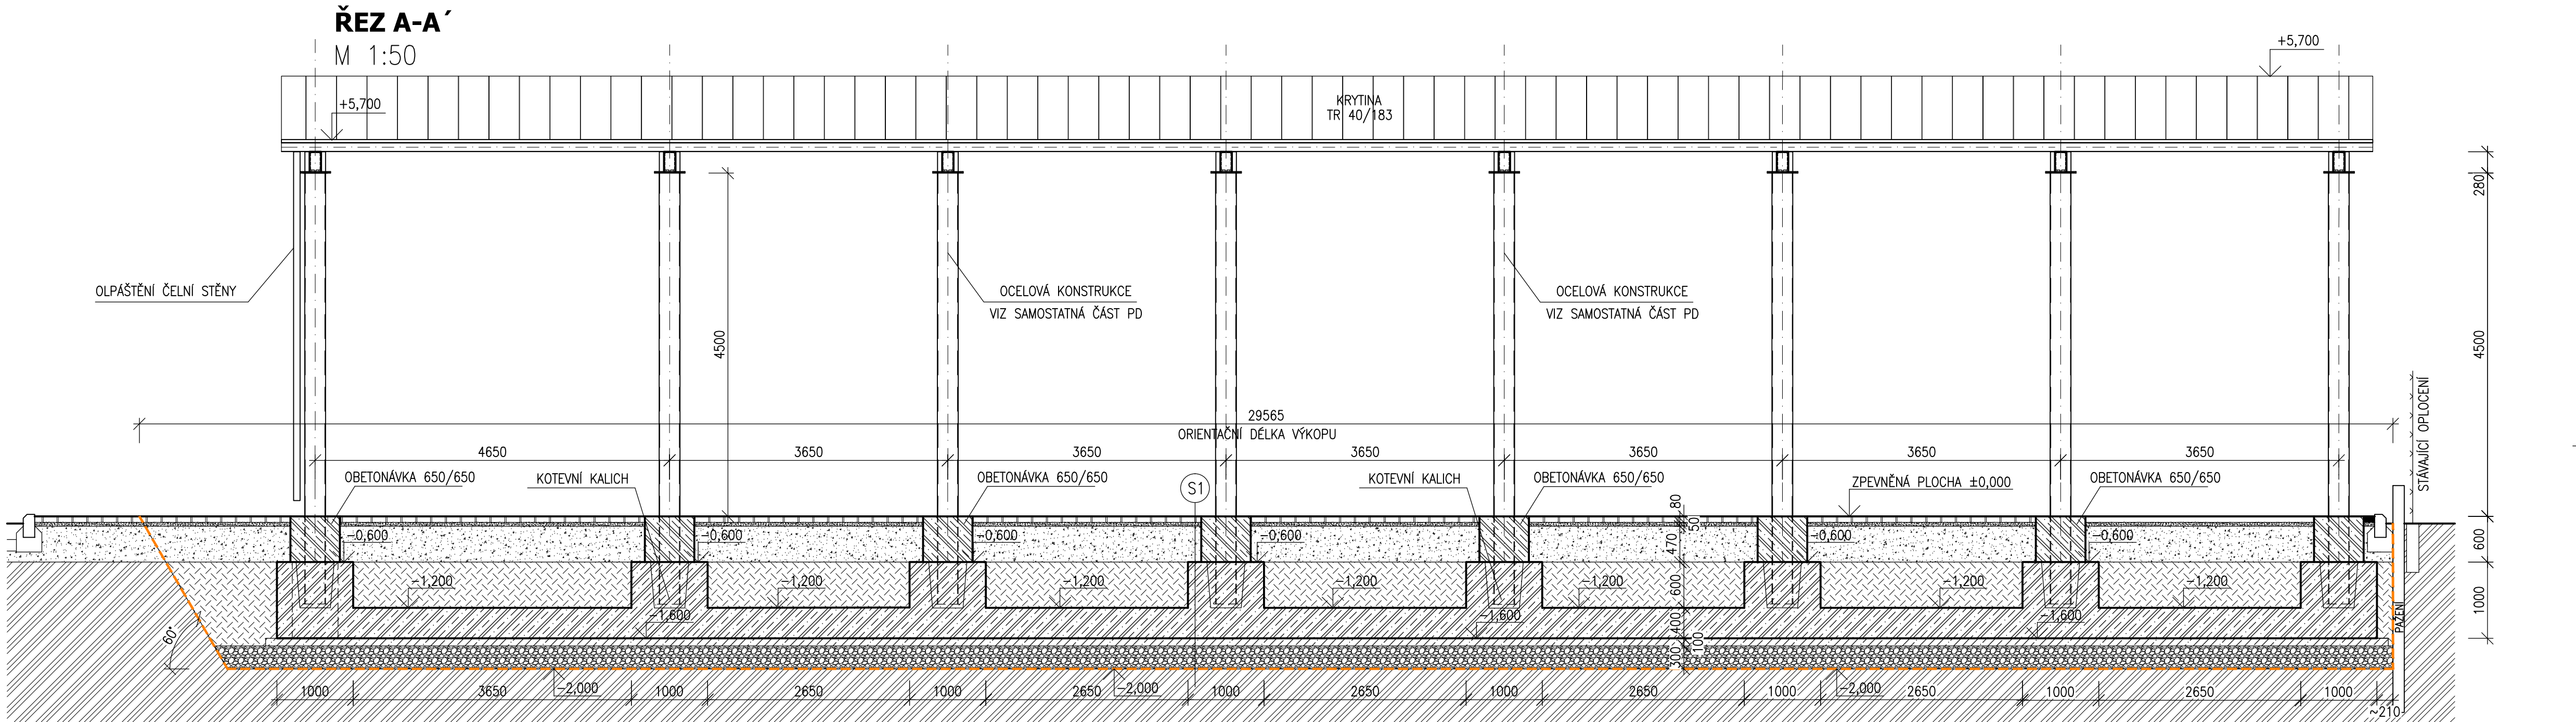 ŘEZ A-A´
M 1:50
+5,700
+5,700
KRYTINA
TR 40/183
280
OLPÁŠTĚNÍ ČELNÍ STĚNY
OCELOVÁ KONSTRUKCE
VIZ SAMOSTATNÁ ČÁST PD
OCELOVÁ KONSTRUKCE
VIZ SAMOSTATNÁ ČÁST PD
4500
4500
STÁVAJÍCÍ OPLOCENÍ
29565
ORIENTAČNÍ DÉLKA VÝKOPU
4650
3650
3650
3650
3650
3650
3650
OBETONÁVKA 650/650
KOTEVNÍ KALICH
OBETONÁVKA 650/650
S1
KOTEVNÍ KALICH
OBETONÁVKA 650/650
ZPEVNĚNÁ PLOCHA ±0,000
OBETONÁVKA 650/650
80
50
470
600
-0,600
-0,600
-0,600
-0,600
-0,600
-0,600
-0,600
-1,200
-1,200
-1,200
-1,200
600
-1,200
-1,200
-1,200
1000
-1,600
-1,600
400
-1,600
100
300
PAŽENÍ
60°
1000
3650
-2,000
1000
2650
1000
2650
-2,000
1000
2650
1000
2650
1000
-2,000
2650
1000
2650
1000
~210